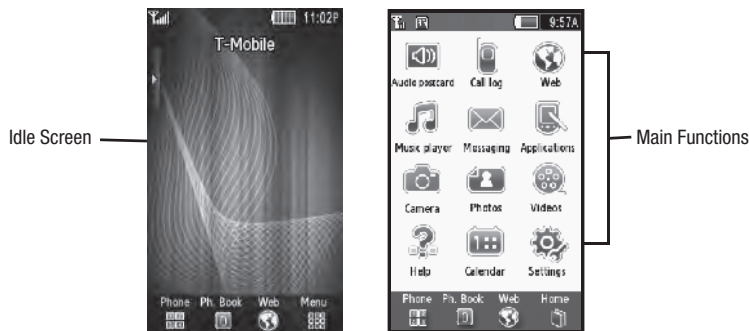 11:02P
T-Mobile
Idle Screen
Phone Ph. Book Web Menu
9:57A
Audio postcard Call log Web
Music player Messaging Applications
Camera Photos Videos
Help Calendar Settings
Phone Ph. Book Web Home
Main Functions